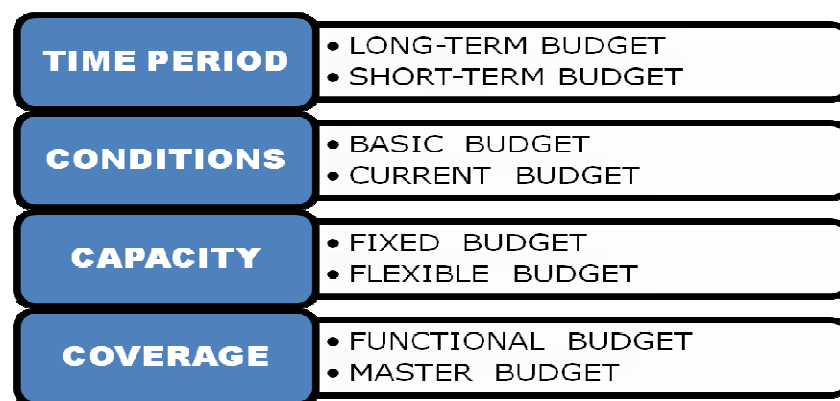 TIME PERIOD
• LONG-TERM BUDGET
• SHORT-TERM BUDGET
CONDITIONS
• BASIC BUDGET
• CURRENT BUDGET
CAPACITY
• FIXED BUDGET
• FLEXIBLE BUDGET
COVERAGE
• FUNCTIONAL BUDGET
• MASTER BUDGET